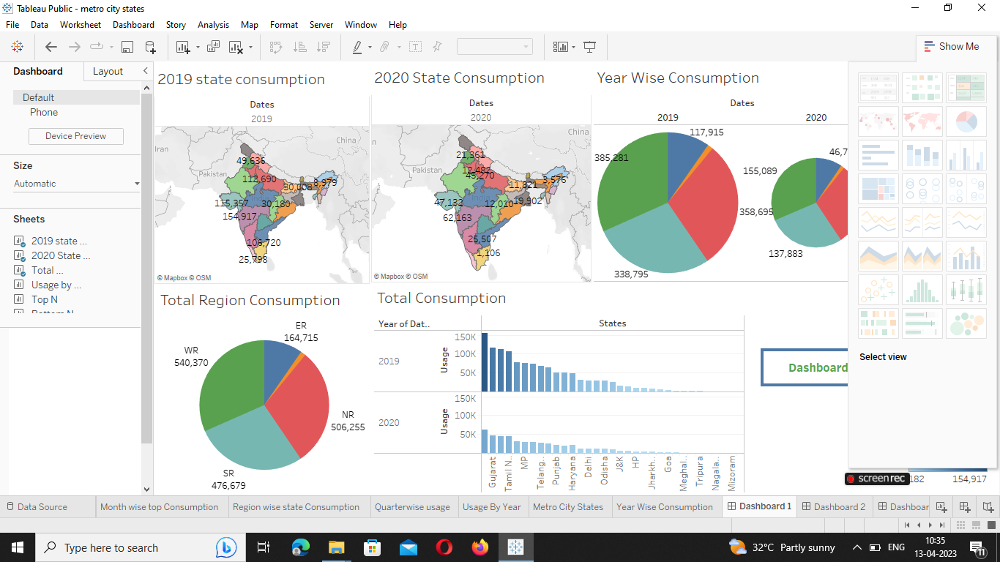 Tableau Public - metro city states
File Data Worksheet Dashboard Story Analysis Map Format Server Window Help
Show Me
Dashboard Layout
Default
Phone
Device Preview
Size
Automatic
Sheets
2019 state ...
2020 State ...
Total ...
Usage by ...
Top N
Bottom N
2019 state consumption
Dates
2019
China
Pakistan
49,636
112,690
30,008
8,979
115,357
30,180
154,917
106,720
25,798
© Mapbox © OSM
2020 State Consumption
Dates
2020
China
Pakistan
India
21,361
12,482
45,270
11,821
3,576
47,132
12,010
19,902
62,163
25,507
1,106
© Mapbox © OSM
Year Wise Consumption
Dates
2019 2020
117,915
385,281
358,695
338,795
46,7
155,089
137,883
Total Region Consumption
ER
164,715
WR
540,370
NR
506,255
SR
476,679
Total Consumption
Year of Dat.. States
2019
Usage
150K
100K
50K
2020
Usage
150K
100K
50K
Gujarat
Tamil N..
MP
Telang..
Punjab
Haryana
Delhi
Odisha
J&K
HP
Jharkh..
Goa
Meghal..
Tripura
Nagala..
Mizoram
Dashboard
Select view
screenrec
182 154,917
Data Source Month wise top Consumption Region wise state Consumption Quarterwise usage Usage By Year Metro City States Year Wise Consumption Dashboard 1 Dashboard 2 Dashboar
Type here to search
32°C Partly sunny
ENG
10:35
13-04-2023
11